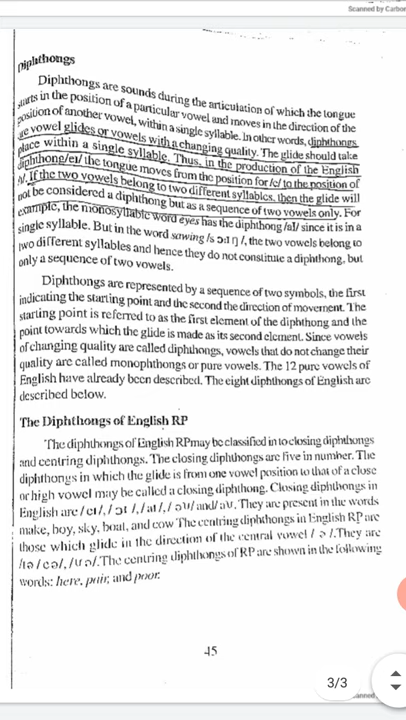 Scanned by Carbon
Diphthongs
Diphthongs are sounds during the articulation of which the tongue
starts in the position of a particular vowel and moves in the direction of the
position of another vowel, within a single syllable. In other words, diphthongs
are vowel glides or vowels with a changing quality. The glide should take
place within a single syllable. Thus, in the production of the English
diphthong/eɪ/ the tongue moves from the position for /e/ to the position of
/ɪ/. If the two vowels belong to two different syllables, then the glide will
not be considered a diphthong but as a sequence of two vowels only. For
example, the monosyllabic word eyes has the diphthong /aɪ/ since it is in a
single syllable. But in the word sawing /s ɔ:ɪ ŋ /, the two vowels belong to
two different syllables and hence they do not constitute a diphthong, but
only a sequence of two vowels.
Diphthongs are represented by a sequence of two symbols, the first
indicating the starting point and the second the direction of movement. The
starting point is referred to as the first element of the diphthong and the
point towards which the glide is made as its second element. Since vowels
of changing quality are called diphthongs, vowels that do not change their
quality are called monophthongs or pure vowels. The 12 pure vowels of
English have already been described. The eight diphthongs of English are
described below.
The Diphthongs of English RP
The diphthongs of English RPmay be classified in to closing diphthongs
and centring diphthongs. The closing diphthongs are five in number. The
diphthongs in which the glide is from one vowel position to that of a close
or high vowel may be called a closing diphthong. Closing diphthongs in
English are / eɪ /, / ɔɪ /, / aɪ /, / əʊ/ and/ aʊ. They are present in the words
make, boy, sky, boat, and cow The centring diphthongs in English RP are
those which glide in the direction of the central vowel / ə /.They are
/ɪə / eə/, /ʊ ə/.The centring diphthongs of RP are shown in the following
words: here, pair, and poor.
45
3/3